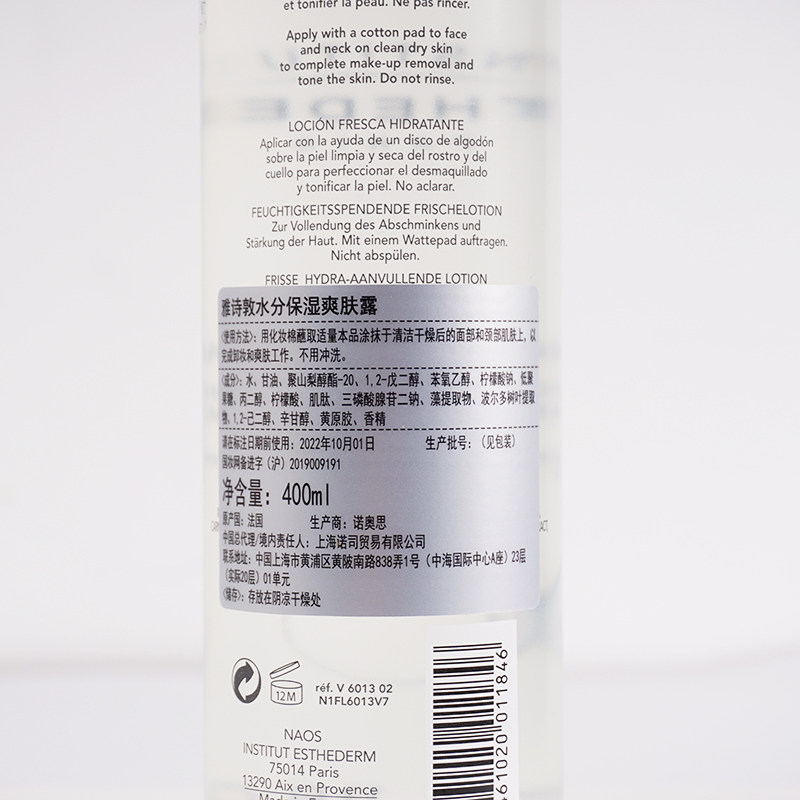 et tonifier la peau. Ne pas rincer.
Apply with a cotton pad to face
and neck on clean dry skin
to complete make-up removal and
tone the skin. Do not rinse.
LOCIÓN FRESCA HIDRATANTE
Aplicar con la ayuda de un disco de algodón
sobre la piel limpia y seca del rostro y del
cuello para perfeccionar el desmaquillado
y tonificar la piel. No aclarar.
FEUCHTIGKEITSSPENDENDE FRISCHELOTION
Zur Vollendung des Abschminkens und
Stärkung der Haut. Mit einem Wattepad auftragen.
Nicht abspülen.
FRISSE HYDRA-AANVULLENDE LOTION
雅诗敦水分保湿爽肤露
《使用方法》：用化妆棉蘸取适量本品涂抹于清洁干燥后的面部和颈部肌肤上，以
完成卸妆和爽肤工作。不用冲洗。
《成分》：水、甘油、聚山梨醇酯-20、1,2-戊二醇、苯氧乙醇、柠檬酸钠、低聚
果糖、丙二醇、柠檬酸、肌肽、三磷酸腺苷二钠、藻提取物、波尔多树叶提取
物、1,2-己二醇、辛甘醇、黄原胶、香精
请在标注日期前使用：2022年10月01日 生产批号：（见包装）
国妆网备进字（沪）2019009191
净含量：400ml
原产国：法国 生产商：诺奥思
中国总代理/境内责任人：上海诺司贸易有限公司
联系地址：中国上海市黄浦区黄陂南路838弄1号（中海国际中心A座）23层
（实际20层）01单元
《储存》：存放在阴凉干燥处
12M
réf. V 6013 02
N1FL6013V7
NAOS
INSTITUT ESTHEDERM
75014 Paris
13290 Aix en Provence
461020 011846